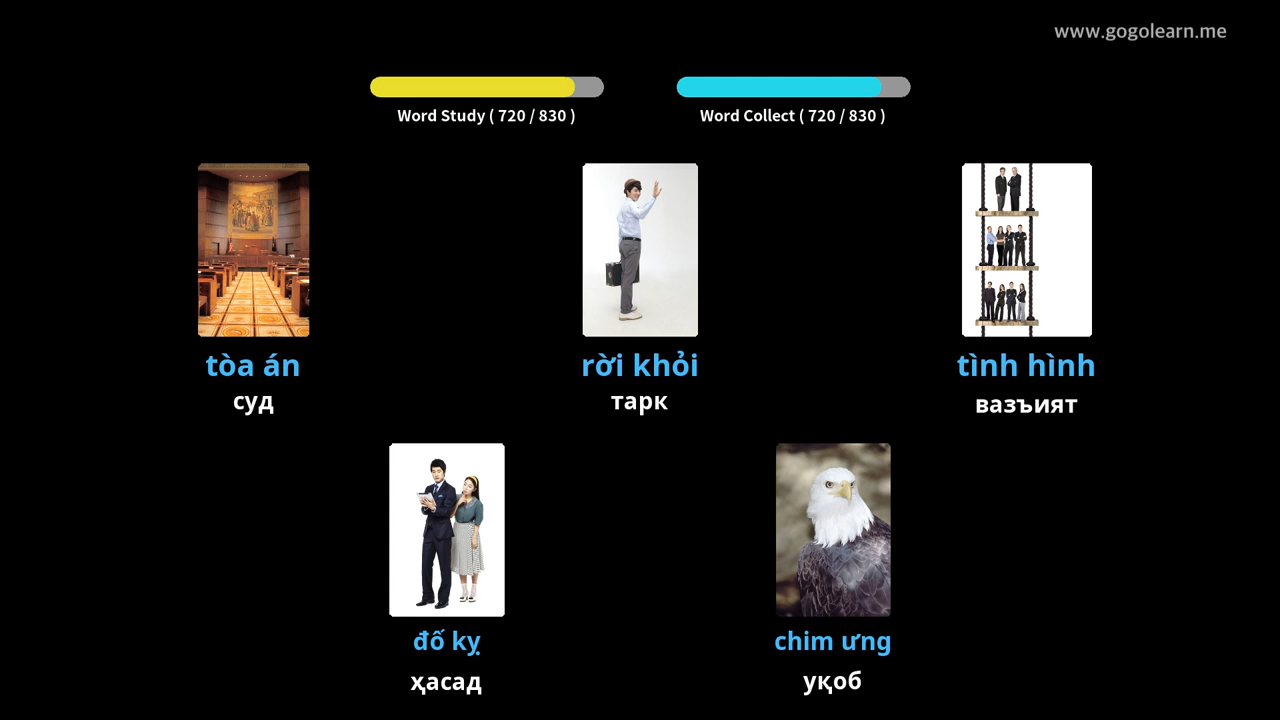 www.gogolearn.me
Word Study ( 720 / 830 )
Word Collect ( 720 / 830 )
tòa án
суд
rời khỏi
тарк
tình hình
вазъият
đố kỵ
ҳасад
chim ưng
уқоб